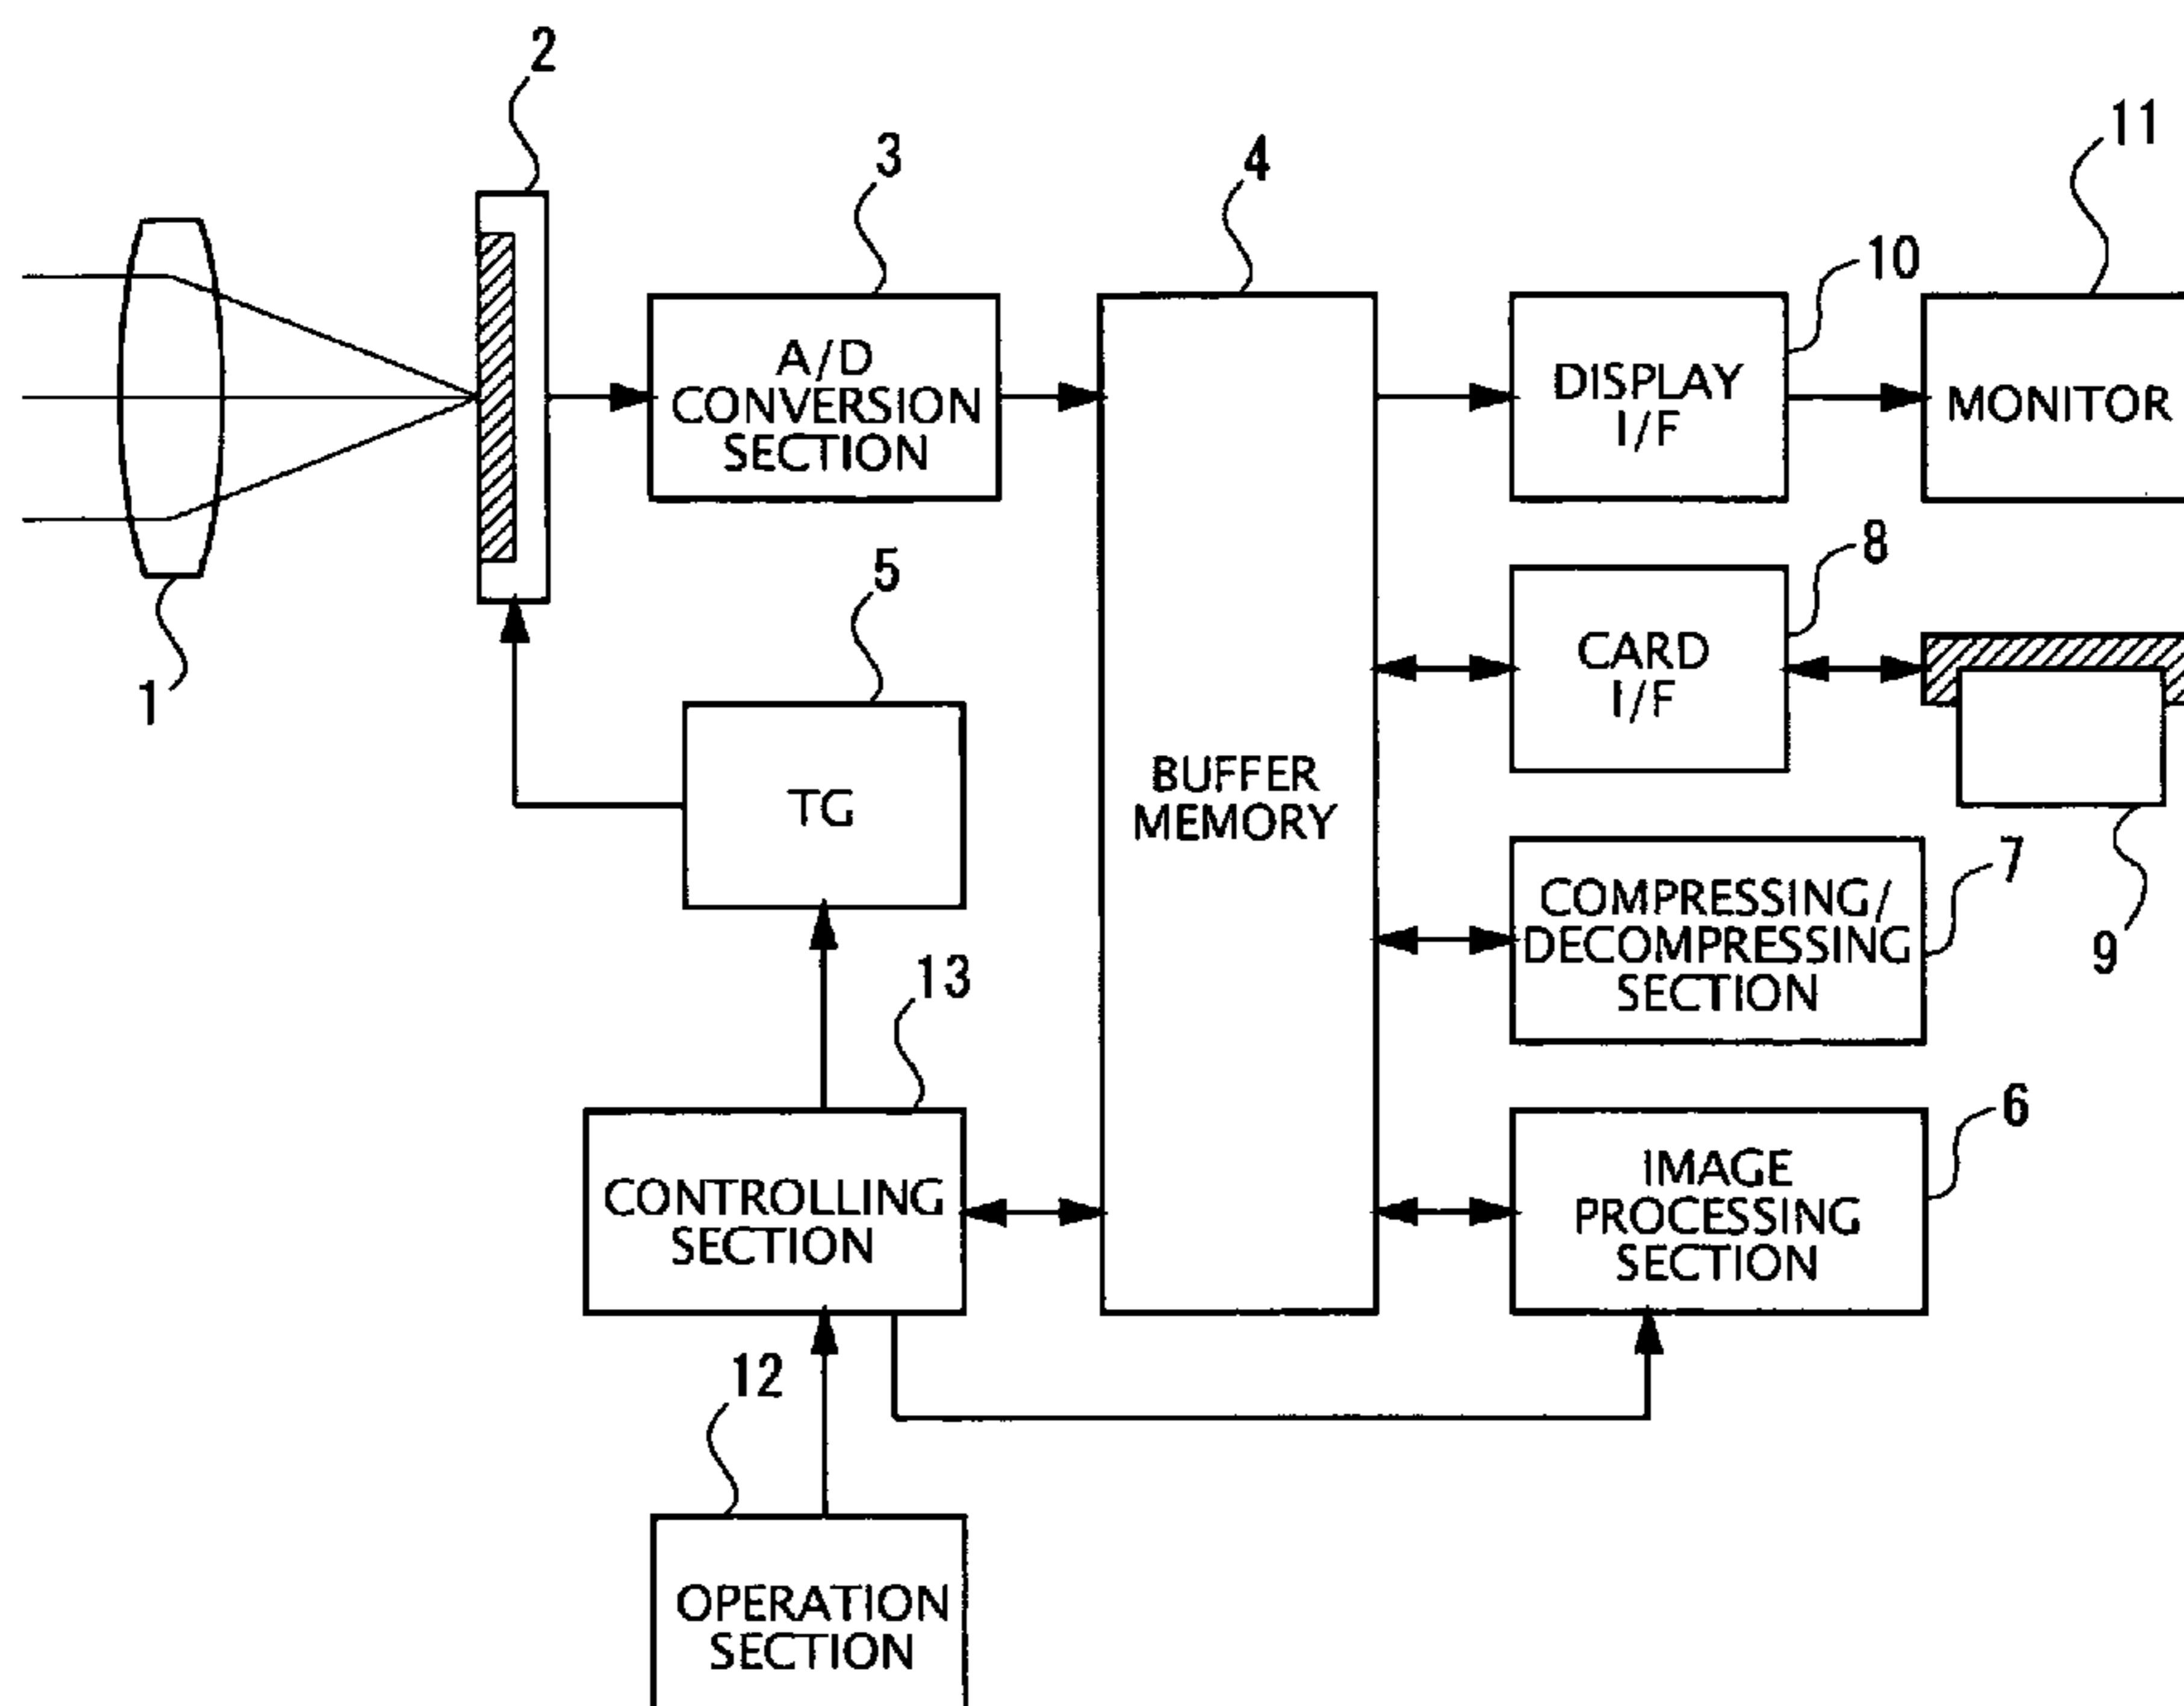 2
3
4
11
10
A/D
CONVERSION
SECTION
DISPLAY
I/F
MONITOR
1
5
8
TG
CARD
I/F
BUFFER
MEMORY
9
7
COMPRESSING/
DECOMPRESSING
SECTION
13
CONTROLLING
SECTION
6
IMAGE
PROCESSING
SECTION
12
OPERATION
SECTION